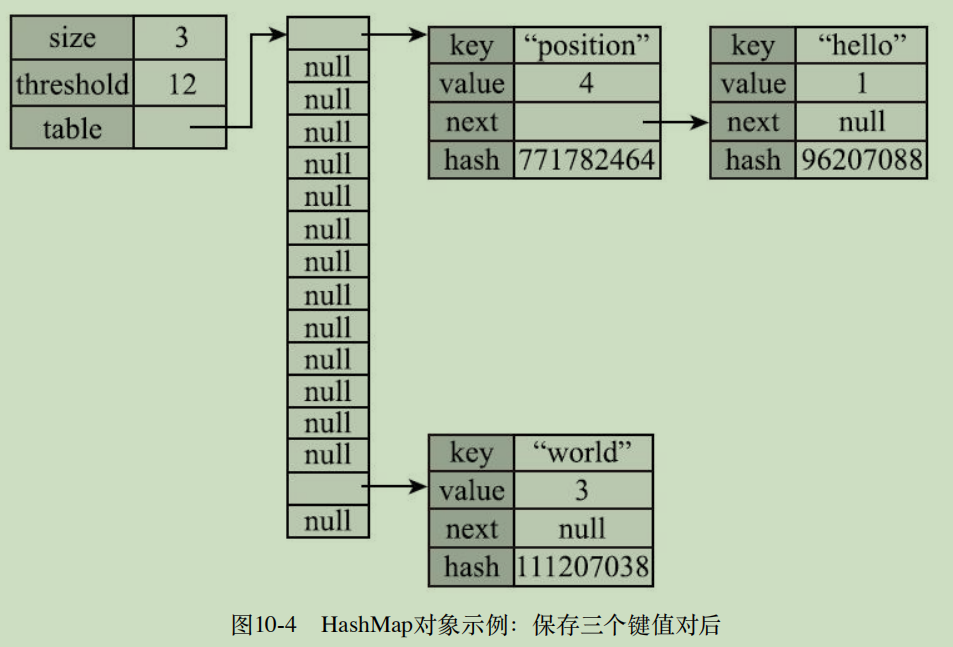 size 3
threshold 12
table
null
null
null
null
null
null
null
null
null
null
null
null
null
null
key “position”
value 4
next
hash 771782464
key “hello”
value 1
next null
hash 96207088
key “world”
value 3
next null
hash 111207038
图10-4 HashMap对象示例：保存三个键值对后